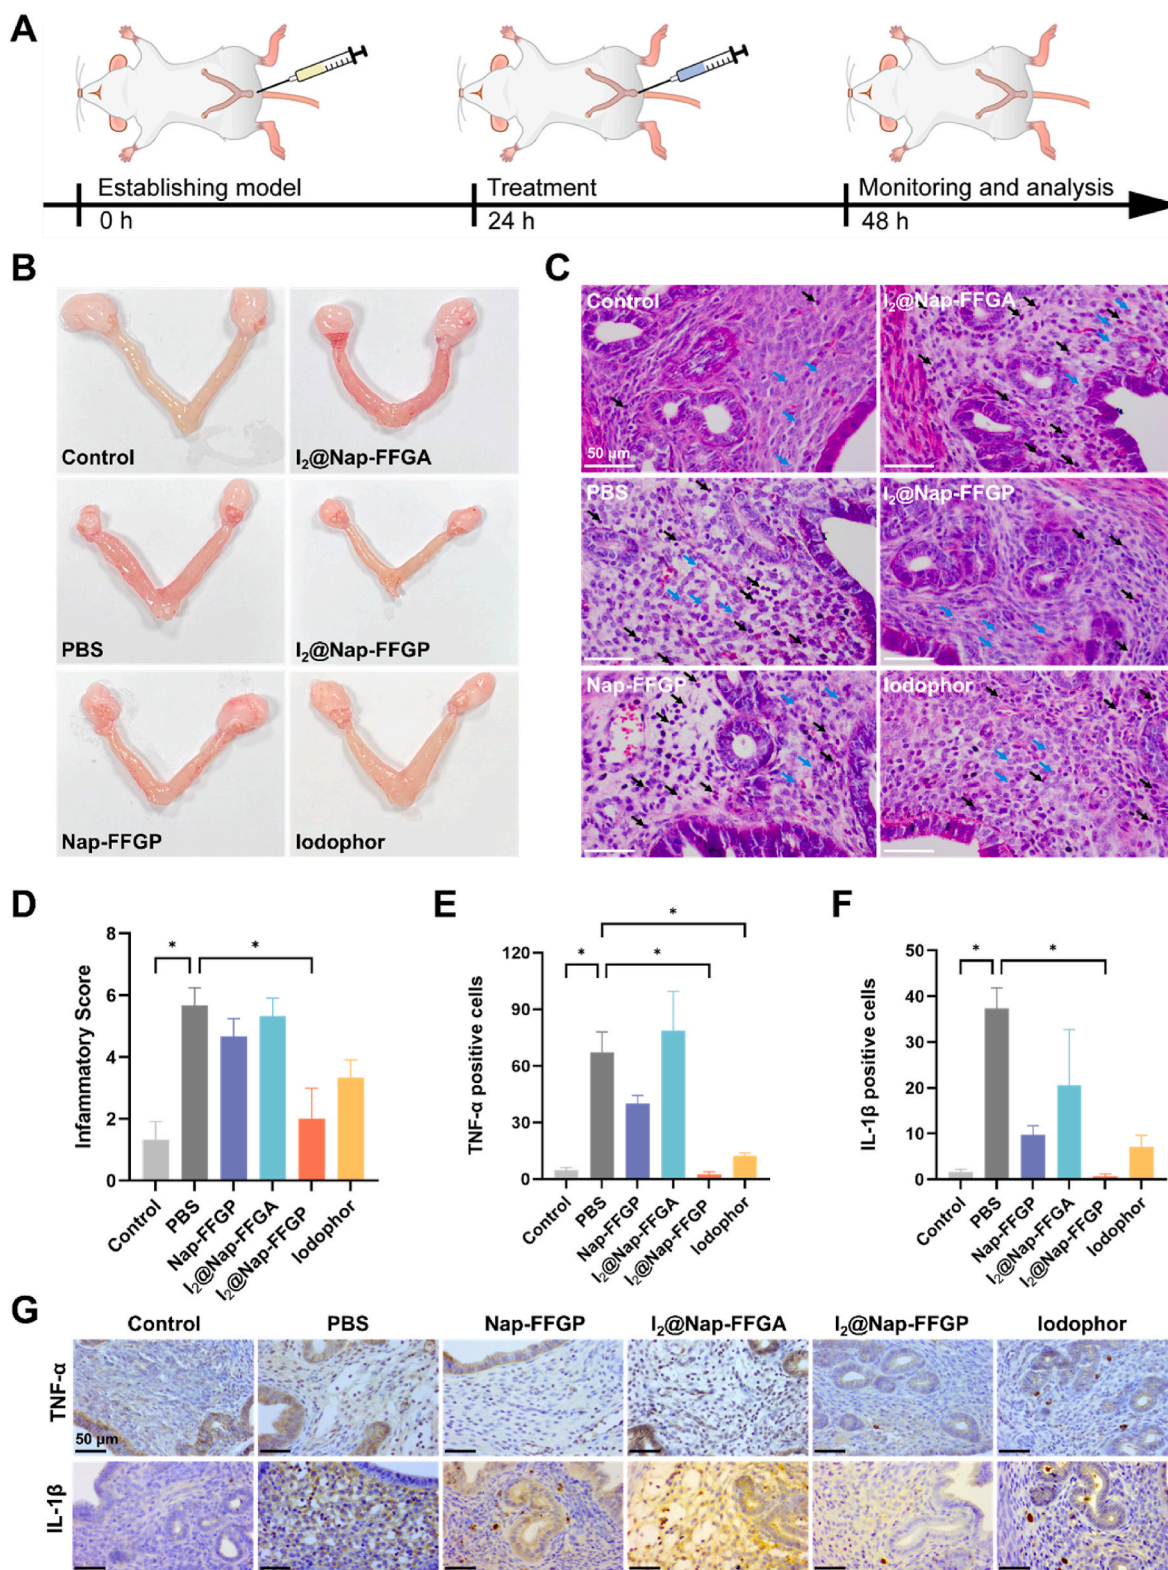 A
Establishing model
Treatment
Monitoring and analysis
0 h
24 h
48 h
B
Control
I₂@Nap-FFGA
PBS
I₂@Nap-FFGP
Nap-FFGP
Iodophor
C
Control
I₂@Nap-FFGA
50 μm
PBS
I₂@Nap-FFGP
Nap-FFGP
Iodophor
D
Infammatory Score
8
6
4
2
0
*
*
Control
PBS
Nap-FFGP
I₂@Nap-FFGA
I₂@Nap-FFGP
Iodophor
E
TNF-α positive cells
120
90
60
30
0
*
*
*
Control
PBS
Nap-FFGP
I₂@Nap-FFGA
I₂@Nap-FFGP
Iodophor
F
IL-1β positive cells
50
40
30
20
10
0
*
*
Control
PBS
Nap-FFGP
I₂@Nap-FFGA
I₂@Nap-FFGP
Iodophor
G
Control
PBS
Nap-FFGP
I₂@Nap-FFGA
I₂@Nap-FFGP
Iodophor
TNF-α
50 μm
IL-1β